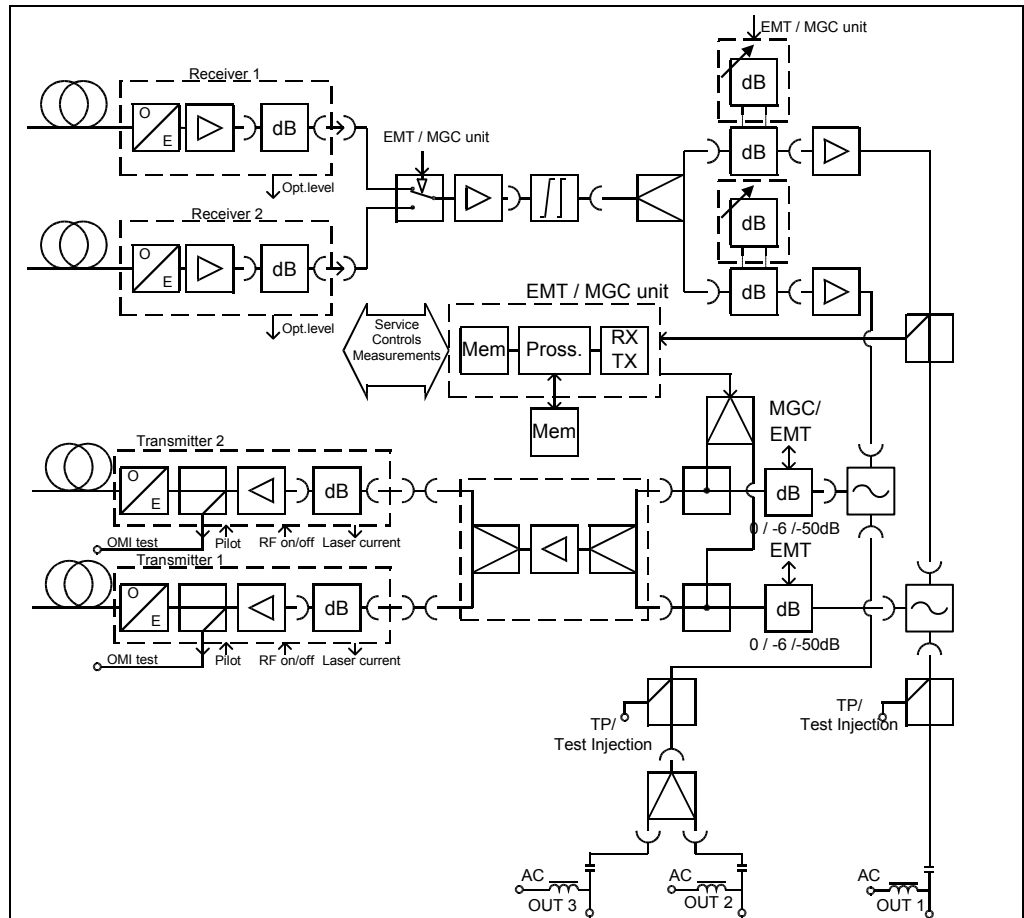 EMT / MGC unit
Receiver 1
O
E
dB
Opt.level
EMT / MGC unit
dB
dB
Receiver 2
O
E
dB
Opt.level
dB
dB
EMT / MGC unit
Service
Controls
Measurements
Mem
Pross.
RX
TX
Mem
MGC/
EMT
Transmitter 2
O
E
dB
dB
0 / -6 /-50dB
OMI test
Pilot
RF on/off
Laser current
Transmitter 1
EMT
O
E
dB
dB
0 / -6 /-50dB
OMI test
Pilot
RF on/off
Laser current
TP/
Test Injection
TP/
Test Injection
AC
OUT 3
AC
OUT 2
AC
OUT 1